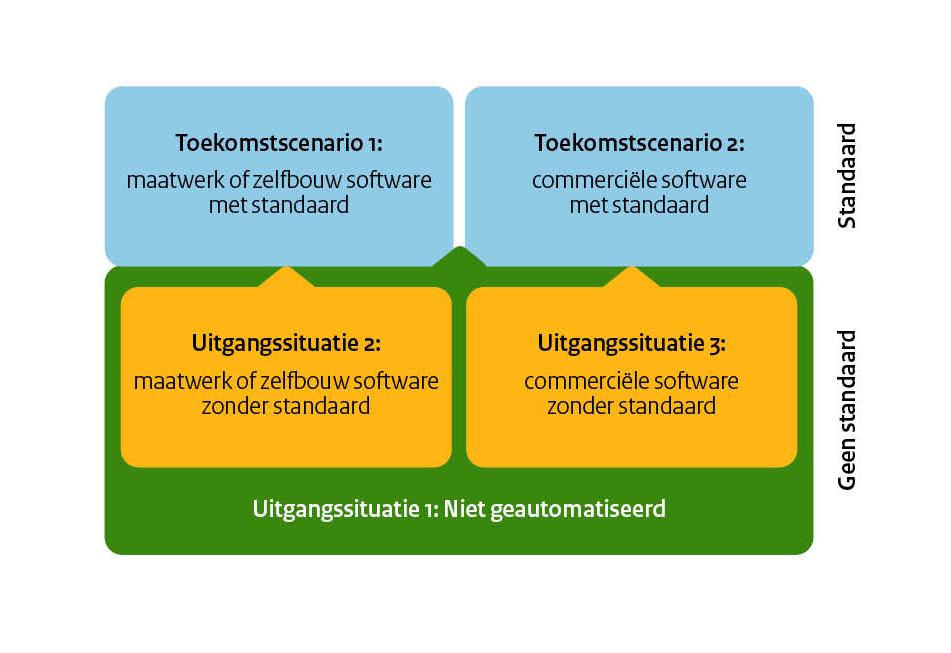 Toekomstscenario 1:
maatwerk of zelfbouw software
met standaard
Toekomstscenario 2:
commerciële software
met standaard
Standaard
Uitgangssituatie 2:
maatwerk of zelfbouw software
zonder standaard
Uitgangssituatie 3:
commerciële software
zonder standaard
Geen standaard
Uitgangssituatie 1: Niet geautomatiseerd